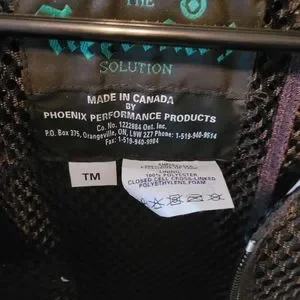 THE
SOLUTION
MADE IN CANADA
BY
PHOENIX PERFORMANCE PRODUCTS
Co. No. 1222684 Ont. Inc.
P.O. Box 375, Orangeville, ON, L9W 2Z7 Phone: 1-519-940-9614
Fax: 1-519-940-9984
TM
LINING:
100% POLYESTER
CLOSED CELL CROSS-LINKED
POLYETHYLENE FOAM